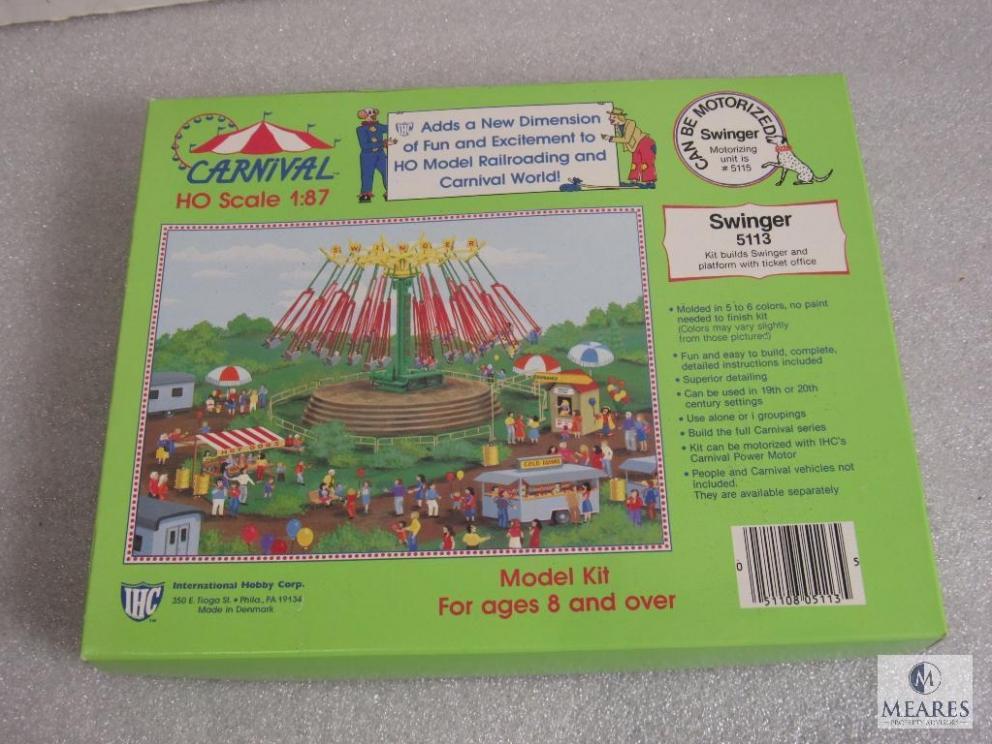 CARNIVAL
HO Scale 1:87
IHC Adds a New Dimension
of Fun and Excitement to
HO Model Railroading and
Carnival World!
CAN BE MOTORIZED
Swinger
Motorizing
unit is
# 5115
Swinger
5113
Kit builds Swinger and
platform with ticket office
• Molded in 5 to 6 colors, no paint
needed to finish kit
(Colors may vary slightly
from those pictured)
• Fun and easy to build, complete,
detailed instructions included
• Superior detailing
• Can be used in 19th or 20th
century settings
• Use alone or i groupings
• Build the full Carnival series
• Kit can be motorized with IHC's
Carnival Power Motor
• People and Carnival vehicles not
included.
They are available separately
SWINGER
HOT DOGS
COLD DRINKS
IHC
International Hobby Corp.
350 E. Tioga St. • Phila., PA 19134
Made in Denmark
Model Kit
For ages 8 and over
0 51108 05113 5
M
MEARES
PROPERTY ADVISORS